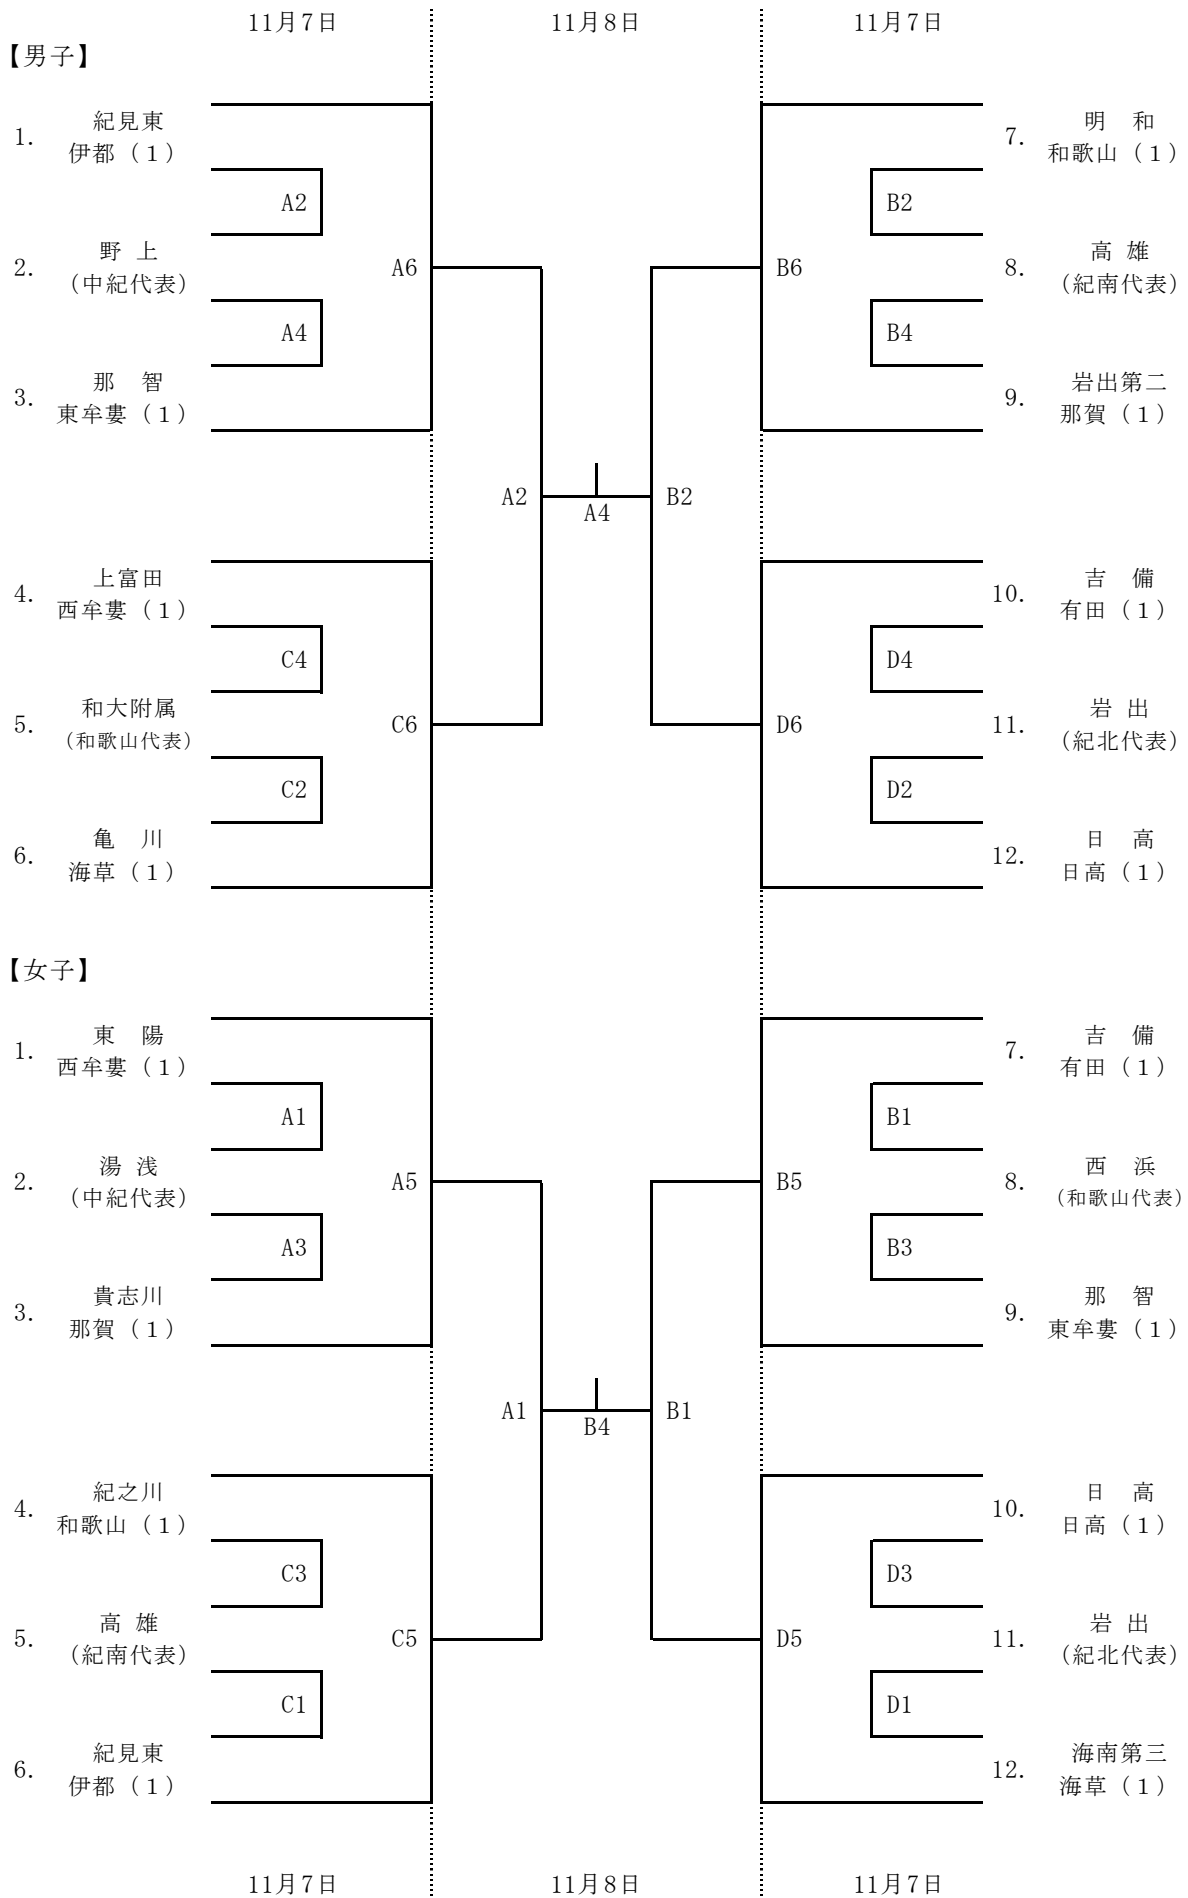 11月7日 11月8日 11月7日
【男子】
紀見東 明　和
1. 7.
伊都（１） 和歌山（１）
A2 B2
野 上 高 雄
2. A6 B6 8.
（中紀代表） （紀南代表）
A4 B4
那　智 岩出第二
3. 9.
東牟婁（１） 那賀（１）
A2 B2
A4
上富田 吉　備
4. 10.
西牟婁（１） 有田（１）
C4 D4
和大附属 岩 出
5. C6 D6 11.
（和歌山代表） （紀北代表）
C2 D2
亀　川 日　高
6. 12.
海草（１） 日高（１）
【女子】
東　陽 吉　備
1. 7.
西牟婁（１） 有田（１）
A1 B1
湯 浅 西　浜
2. A5 B5 8.
（中紀代表） （和歌山代表）
A3 B3
貴志川 那　智
3. 9.
那賀（１） 東牟婁（１）
A1 B1
B4
紀之川 日　高
4. 10.
和歌山（１） 日高（１）
C3 D3
高 雄 岩 出
5. C5 D5 11.
（紀南代表） （紀北代表）
C1 D1
紀見東 海南第三
6. 12.
伊都（１） 海草（１）
11月7日 11月8日 11月7日